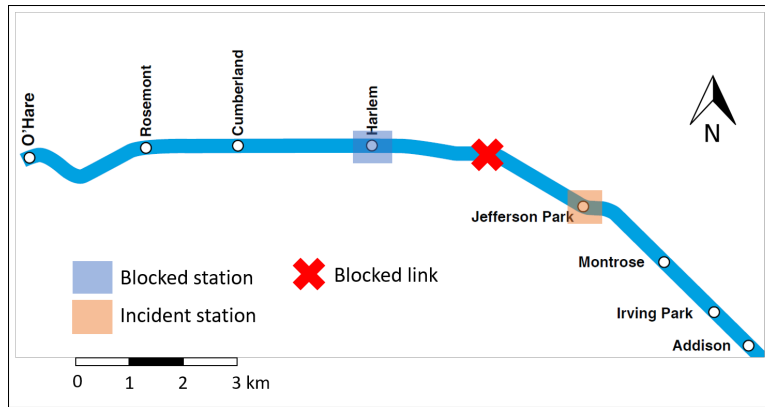 O'Hare
Rosemont
Cumberland
Harlem
N
Jefferson Park
Montrose
Irving Park
Addison
Blocked station
Blocked link
Incident station
0 1 2 3 km